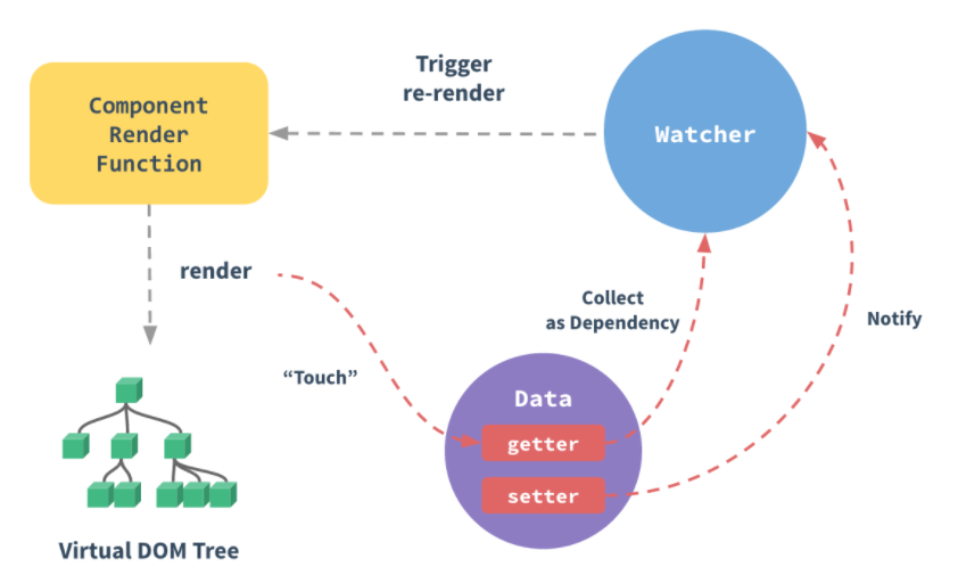 Trigger
re-render
Component
Render
Function
Watcher
render
Collect
as Dependency
Notify
“Touch”
Data
getter
setter
Virtual DOM Tree